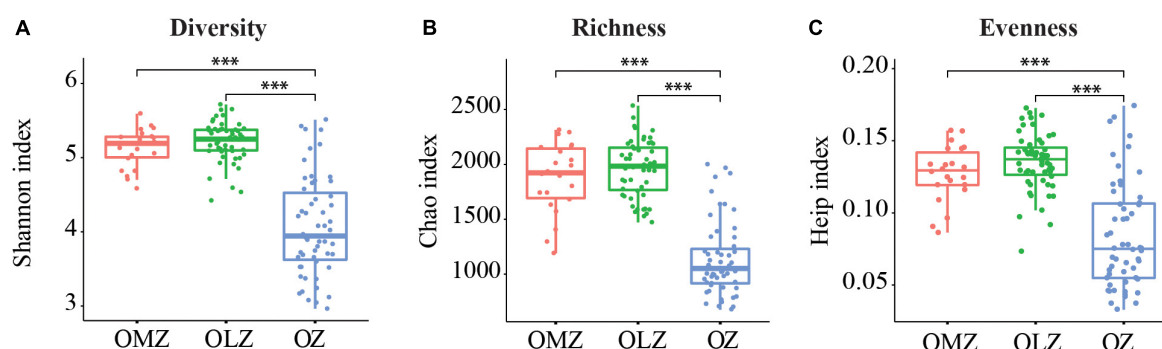 A
Diversity
Shannon index
6
5
4
3
***
***
OMZ
OLZ
OZ
B
Richness
Chao index
2500
2000
1500
1000
***
***
OMZ
OLZ
OZ
C
Evenness
Heip index
0.20
0.15
0.10
0.05
***
***
OMZ
OLZ
OZ